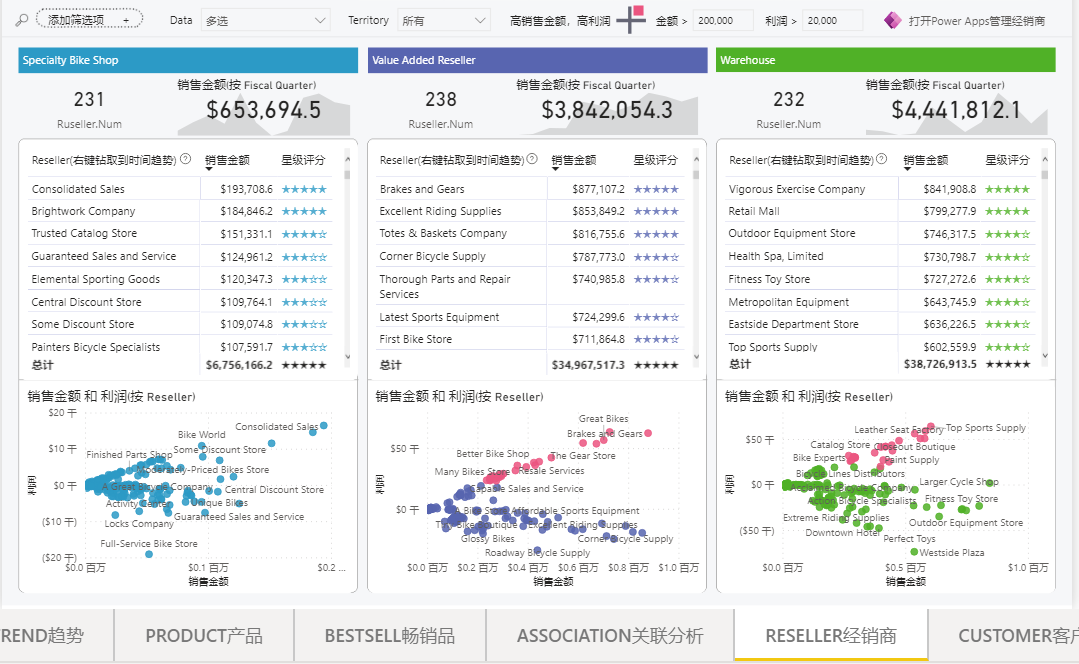 添加筛选项 +
Data 多选 Territory 所有 高销售金额，高利润 金额 > 200,000 利润 > 20,000 打开Power Apps管理经销商
Specialty Bike Shop
231
Ruseller.Num
销售金额(按 Fiscal Quarter)
$653,694.5
Reseller(右键钻取到时间趋势) 销售金额 星级评分
Consolidated Sales $193,708.6 ★★★★★
Brightwork Company $184,846.2 ★★★★★
Trusted Catalog Store $151,331.1 ★★★★☆
Guaranteed Sales and Service $124,961.2 ★★★☆☆
Elemental Sporting Goods $120,347.3 ★★★☆☆
Central Discount Store $109,764.1 ★★★☆☆
Some Discount Store $109,074.8 ★★★☆☆
Painters Bicycle Specialists $107,591.7 ★★★☆☆
总计 $6,756,166.2 ★★★★★
销售金额 和 利润(按 Reseller)
$20 千
$10 千
$0 千
($10 千)
($20 千)
利润
Consolidated Sales
Bike World
Some Discount Store
Finished Parts Shop
Moderately-Priced Bikes Store
A Great Bicycle Company
Central Discount Store
Activity Center
Unique Bikes
Guaranteed Sales and Service
Locks Company
Full-Service Bike Store
$0.0 百万 $0.1 百万 $0.2 ...
销售金额
Value Added Reseller
238
Ruseller.Num
销售金额(按 Fiscal Quarter)
$3,842,054.3
Reseller(右键钻取到时间趋势) 销售金额 星级评分
Brakes and Gears $877,107.2 ★★★★★
Excellent Riding Supplies $853,849.2 ★★★★★
Totes & Baskets Company $816,755.6 ★★★★★
Corner Bicycle Supply $787,773.0 ★★★★☆
Thorough Parts and Repair
Services $740,985.8 ★★★★☆
Latest Sports Equipment $724,299.6 ★★★★☆
First Bike Store $711,864.8 ★★★★☆
总计 $34,967,517.3 ★★★★★
销售金额 和 利润(按 Reseller)
$50 千
$0 千
利润
Great Bikes
Brakes and Gears
Better Bike Shop
The Gear Store
Many Bikes Store
Resale Services
Capable Sales and Service
A Bike Store
Affordable Sports Equipment
Excellent Riding Supplies
Glossy Bikes
Corner Bicycle Supply
Roadway Bicycle Supply
$0.0 百万 $0.2 百万 $0.4 百万 $0.6 百万 $0.8 百万 $1.0 百万
销售金额
Warehouse
232
Ruseller.Num
销售金额(按 Fiscal Quarter)
$4,441,812.1
Reseller(右键钻取到时间趋势) 销售金额 星级评分
Vigorous Exercise Company $841,908.8 ★★★★★
Retail Mall $799,277.9 ★★★★★
Outdoor Equipment Store $746,317.5 ★★★★☆
Health Spa, Limited $730,798.7 ★★★★☆
Fitness Toy Store $727,272.6 ★★★★☆
Metropolitan Equipment $643,745.9 ★★★★☆
Eastside Department Store $636,226.5 ★★★★☆
Top Sports Supply $602,559.9 ★★★★☆
总计 $38,726,913.5 ★★★★★
销售金额 和 利润(按 Reseller)
$50 千
$0 千
($50 千)
利润
Leather Seat Factory
Top Sports Supply
Catalog Store
Closeout Boutique
Bike Experts
Paint Supply
Bicycle Lines Distributors
Larger Cycle Shop
Acclaimed Bicycle Company
Action Bicycle Specialists
Fitness Toy Store
Extreme Riding Supplies
Outdoor Equipment Store
Downtown Hotel
Perfect Toys
Westside Plaza
$0.0 百万 $0.5 百万 $1.0 百万
销售金额
REND趋势 PRODUCT产品 BESTSELL畅销品 ASSOCIATION关联分析 RESELLER经销商 CUSTOMER客户